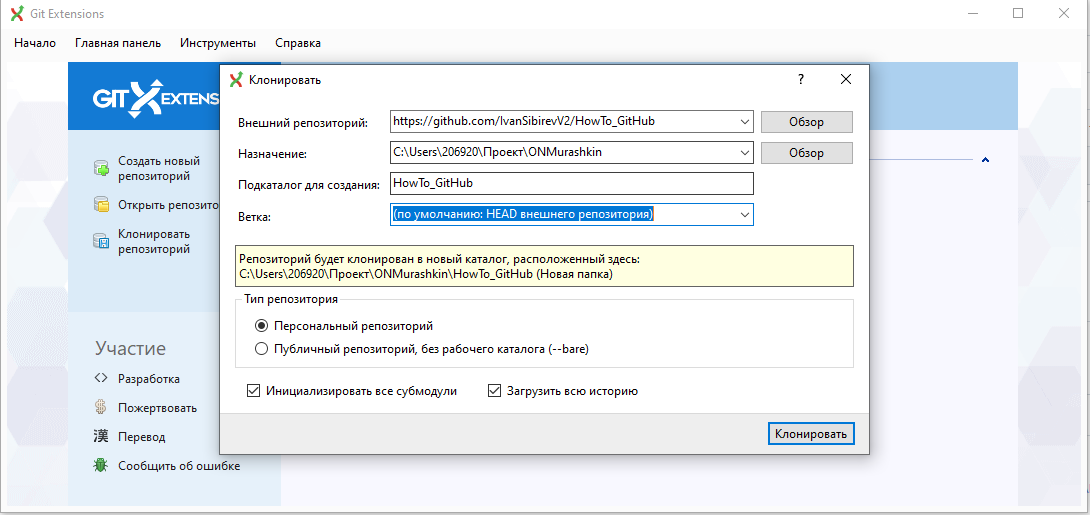 Git Extensions
Начало Главная панель Инструменты Справка
GIT EXTENS
Создать новый
репозиторий
Открыть репозито
Клонировать
репозиторий
Участие
Разработка
Пожертвовать
漢 Перевод
Сообщить об ошибке
Клонировать ?
Внешний репозиторий: https://github.com/IvanSibirevV2/HowTo_GitHub Обзор
Назначение: C:\Users\206920\Проект\ONMurashkin Обзор
Подкаталог для создания: HowTo_GitHub
Ветка: (по умолчанию: HEAD внешнего репозитория)
Репозиторий будет клонирован в новый каталог, расположенный здесь:
C:\Users\206920\Проект\ONMurashkin\HowTo_GitHub (Новая папка)
Тип репозитория
Персональный репозиторий
Публичный репозиторий, без рабочего каталога (--bare)
Инициализировать все субмодули Загрузить всю историю
Клонировать